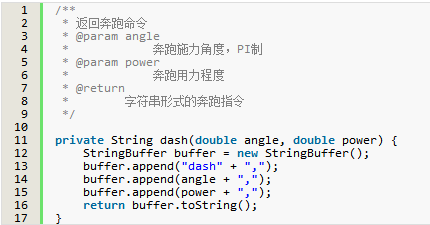 1 /**
2 * 返回奔跑命令
3 * @param angle
4 * 奔跑施力角度，PI制
5 * @param power
6 * 奔跑用力程度
7 * @return
8 * 字符串形式的奔跑指令
9 */
10
11 private String dash(double angle, double power) {
12 StringBuffer buffer = new StringBuffer();
13 buffer.append("dash" + ",");
14 buffer.append(angle + ",");
15 buffer.append(power + ",");
16 return buffer.toString();
17 }